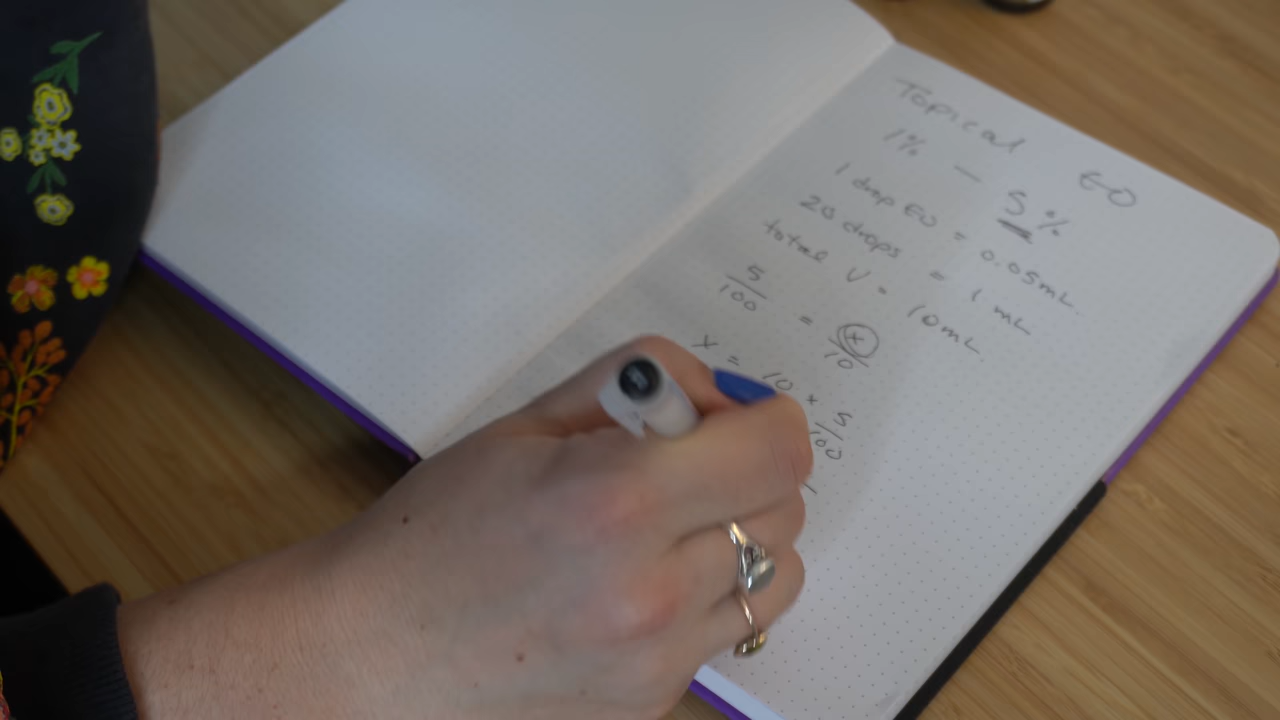 Topical EO
1% — 5%
1 drop EO = 0.05mL
20 drops = 1 mL
total V = 10mL
5/100 = x/10
x = 10 * 5/100